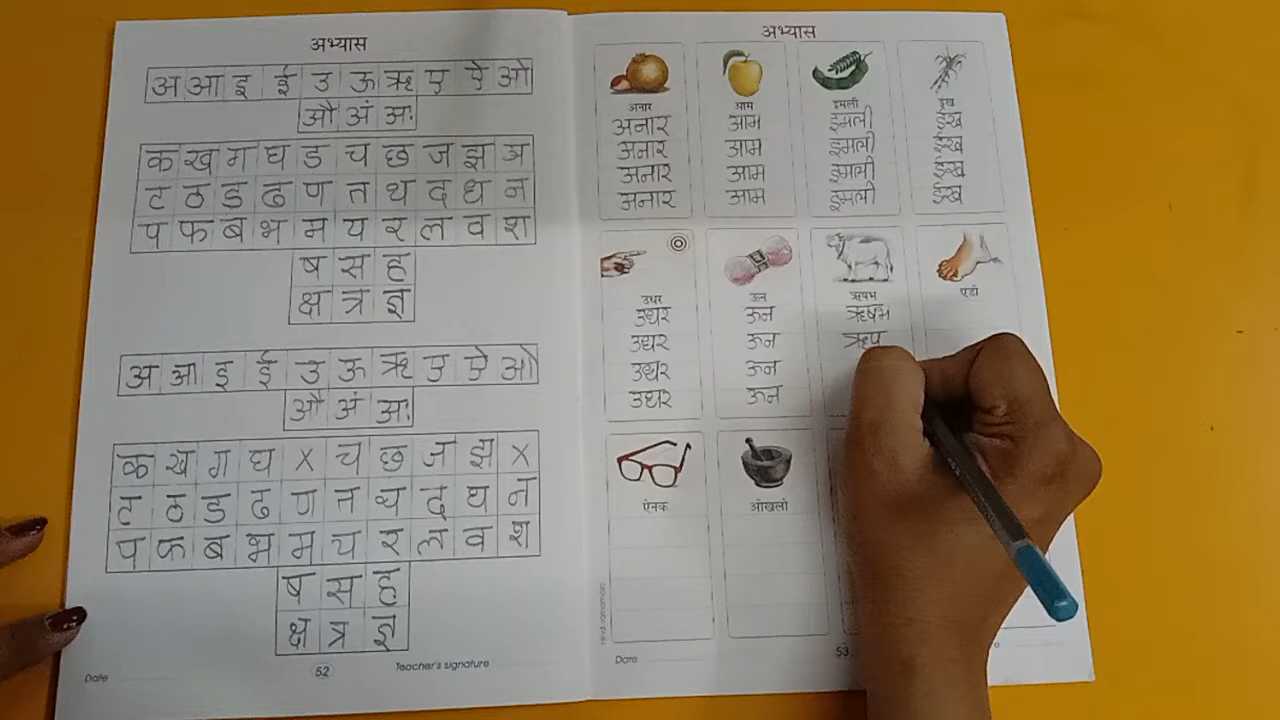 अभ्यास
अ आ इ ई उ ऊ ऋ ए ऐ ओ
औ अं अः
क ख ग घ ङ च छ ज झ ञ
ट ठ ड ढ ण त थ द ध न
प फ ब भ म य र ल व श
ष स ह
क्ष त्र ज्ञ
अ आ इ ई उ ऊ ऋ ए ऐ ओ
औ अं अः
क ख ग घ X च छ ज झ X
ट ठ ड ढ ण त थ द ध न
प फ ब भ म य र ल व श
ष स ह
क्ष त्र ज्ञ
Date
52
Teacher's signature
अभ्यास
अनार आम इमली ईख
अनार आम इमली ईख
अनार आम इमली ईख
अनार आम इमली ईख
अनार आम इमली ईख
उधर ऊन ऋषभ एडी
उधर ऊन ऋषभ
उधर ऊन ऋष
उधर ऊन
उधर ऊन
ऐनक ओखली
Date
53